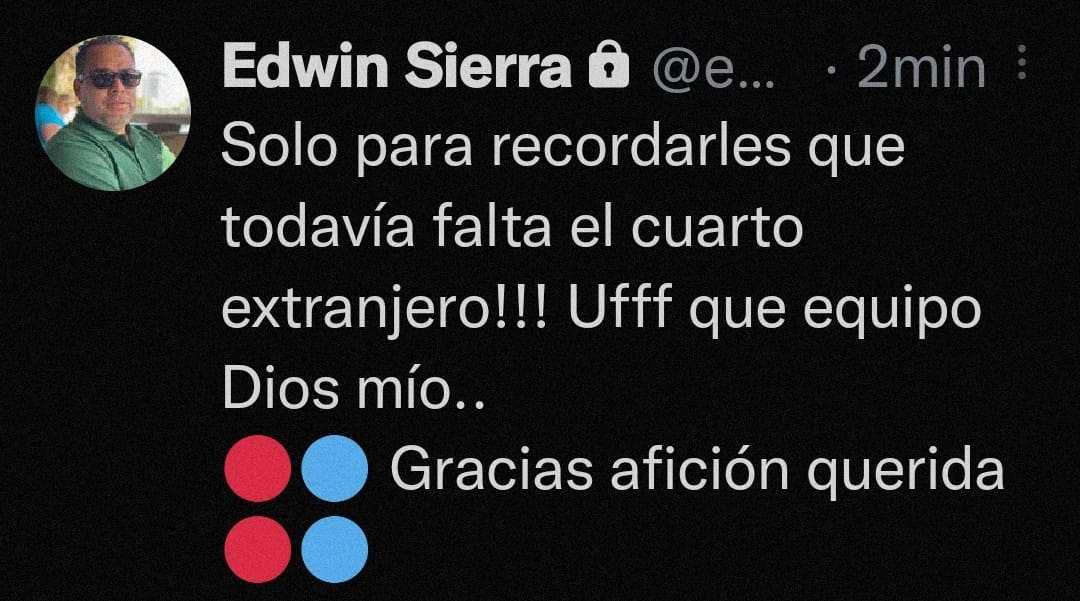 Edwin Sierra 🔒 @e... · 2min
Solo para recordarles que
todavía falta el cuarto
extranjero!!! Ufff que equipo
Dios mío..
🔴🔵 Gracias afición querida
🔴🔵